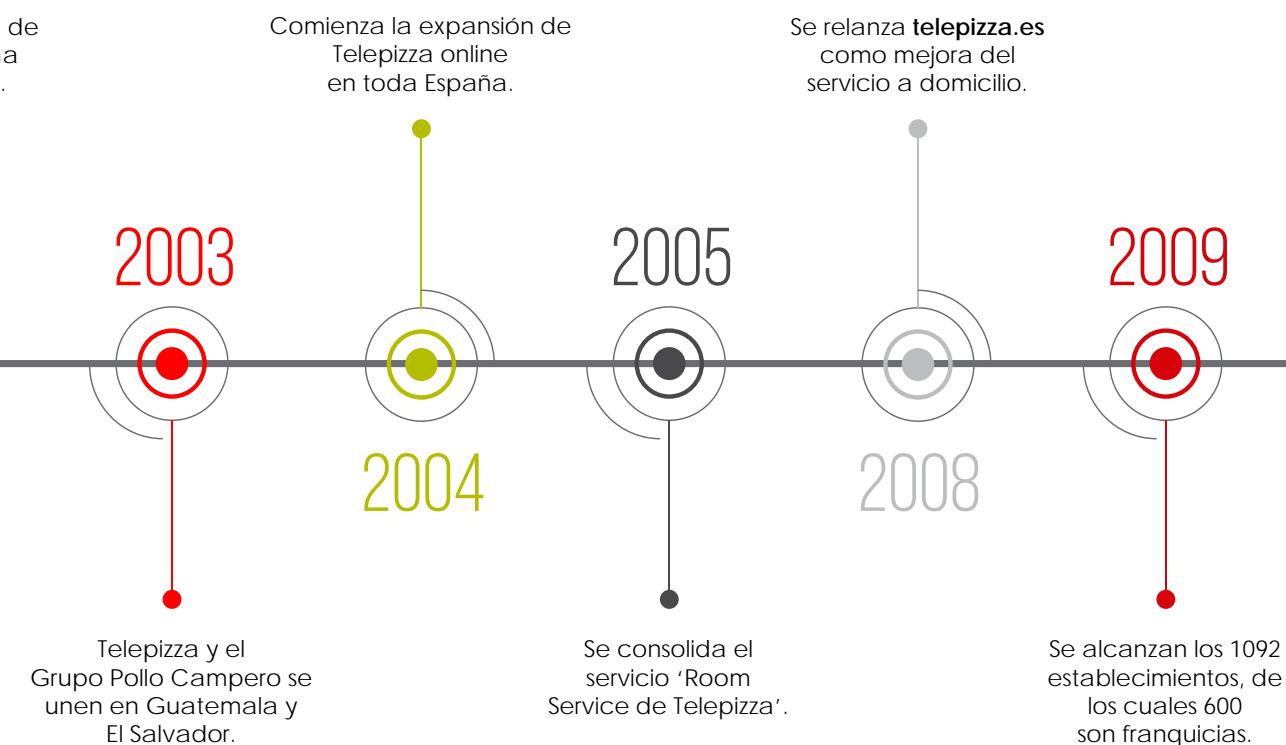 de
a
.
Comienza la expansión de
Telepizza online
en toda España.
Se relanza telepizza.es
como mejora del
servicio a domicilio.
2003
2005
2009
2004
2008
Telepizza y el
Grupo Pollo Campero se
unen en Guatemala y
El Salvador.
Se consolida el
servicio ‘Room
Service de Telepizza’.
Se alcanzan los 1092
establecimientos, de
los cuales 600
son franquicias.